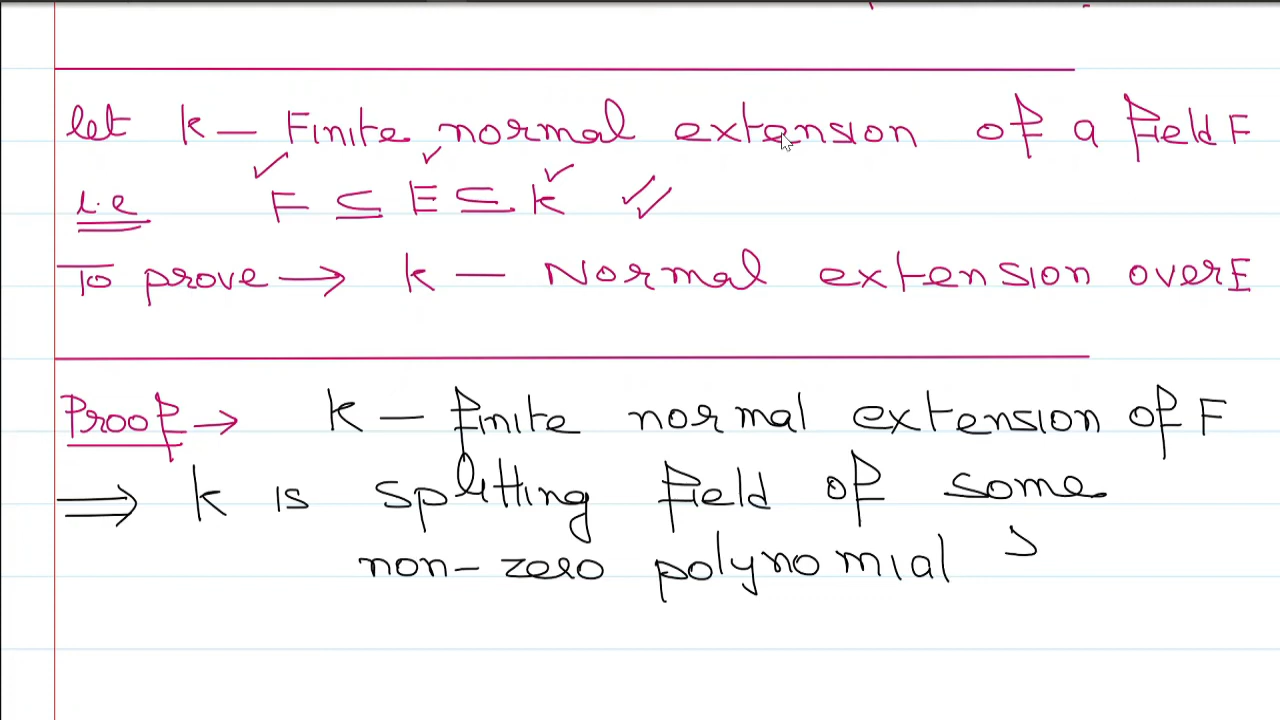 let k – Finite normal extension of a field F
i.e F ⊆ E ⊆ k
To prove → k – Normal extension over E
Proof → k – finite normal extension of F
⟹ k is splitting field of some
non-zero polynomial